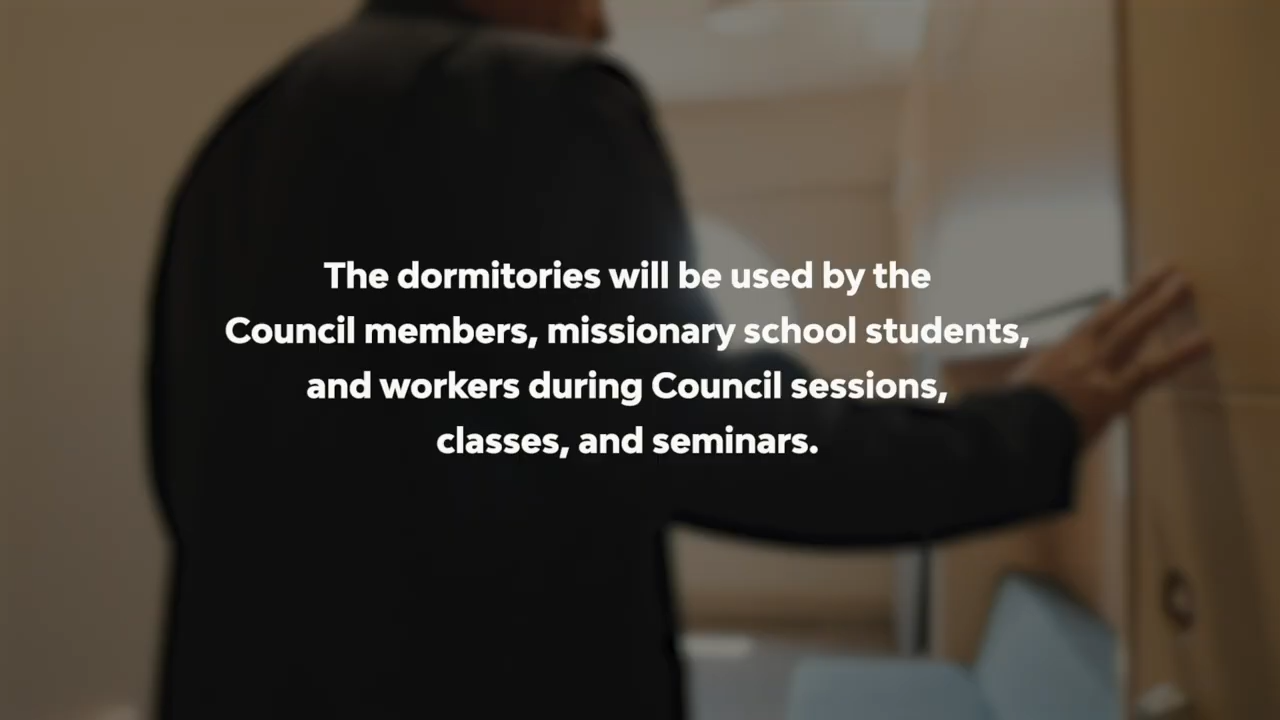 The dormitories will be used by the
Council members, missionary school students,
and workers during Council sessions,
classes, and seminars.